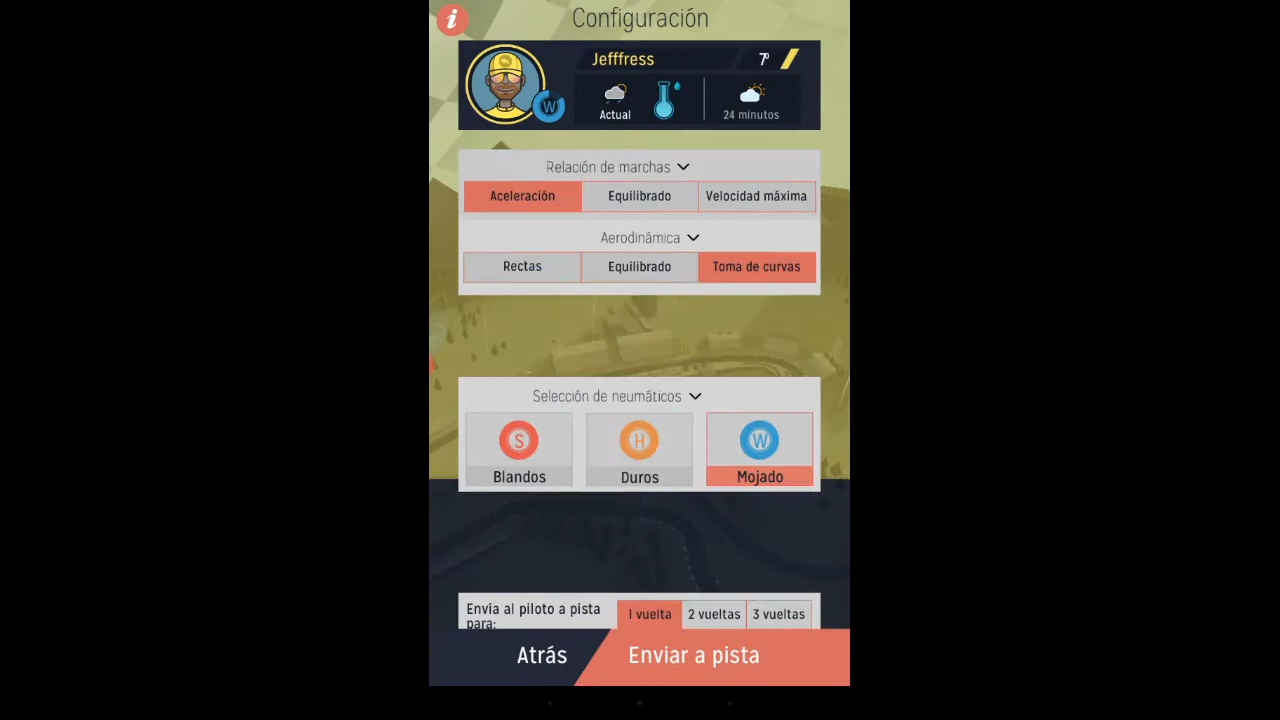 i
Configuración
Jefffress 7º
W
Actual 24 minutos
Relación de marchas
Aceleración Equilibrado Velocidad máxima
Aerodinámica
Rectas Equilibrado Toma de curvas
Selección de neumáticos
S H W
Blandos Duros Mojado
Envía al piloto a pista
para:
1 vuelta 2 vueltas 3 vueltas
Atrás Enviar a pista